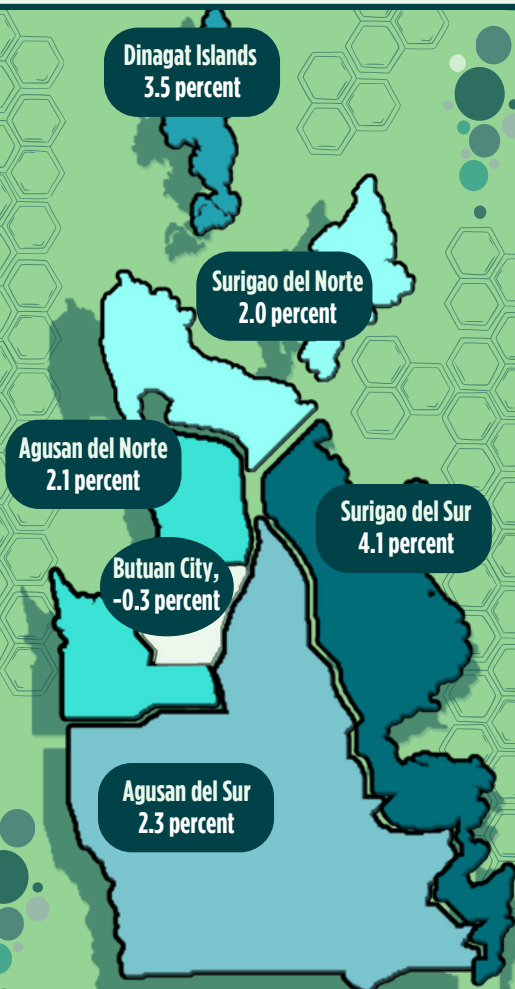 Dinagat Islands
3.5 percent
Surigao del Norte
2.0 percent
Agusan del Norte
2.1 percent
Surigao del Sur
4.1 percent
Butuan City,
-0.3 percent
Agusan del Sur
2.3 percent